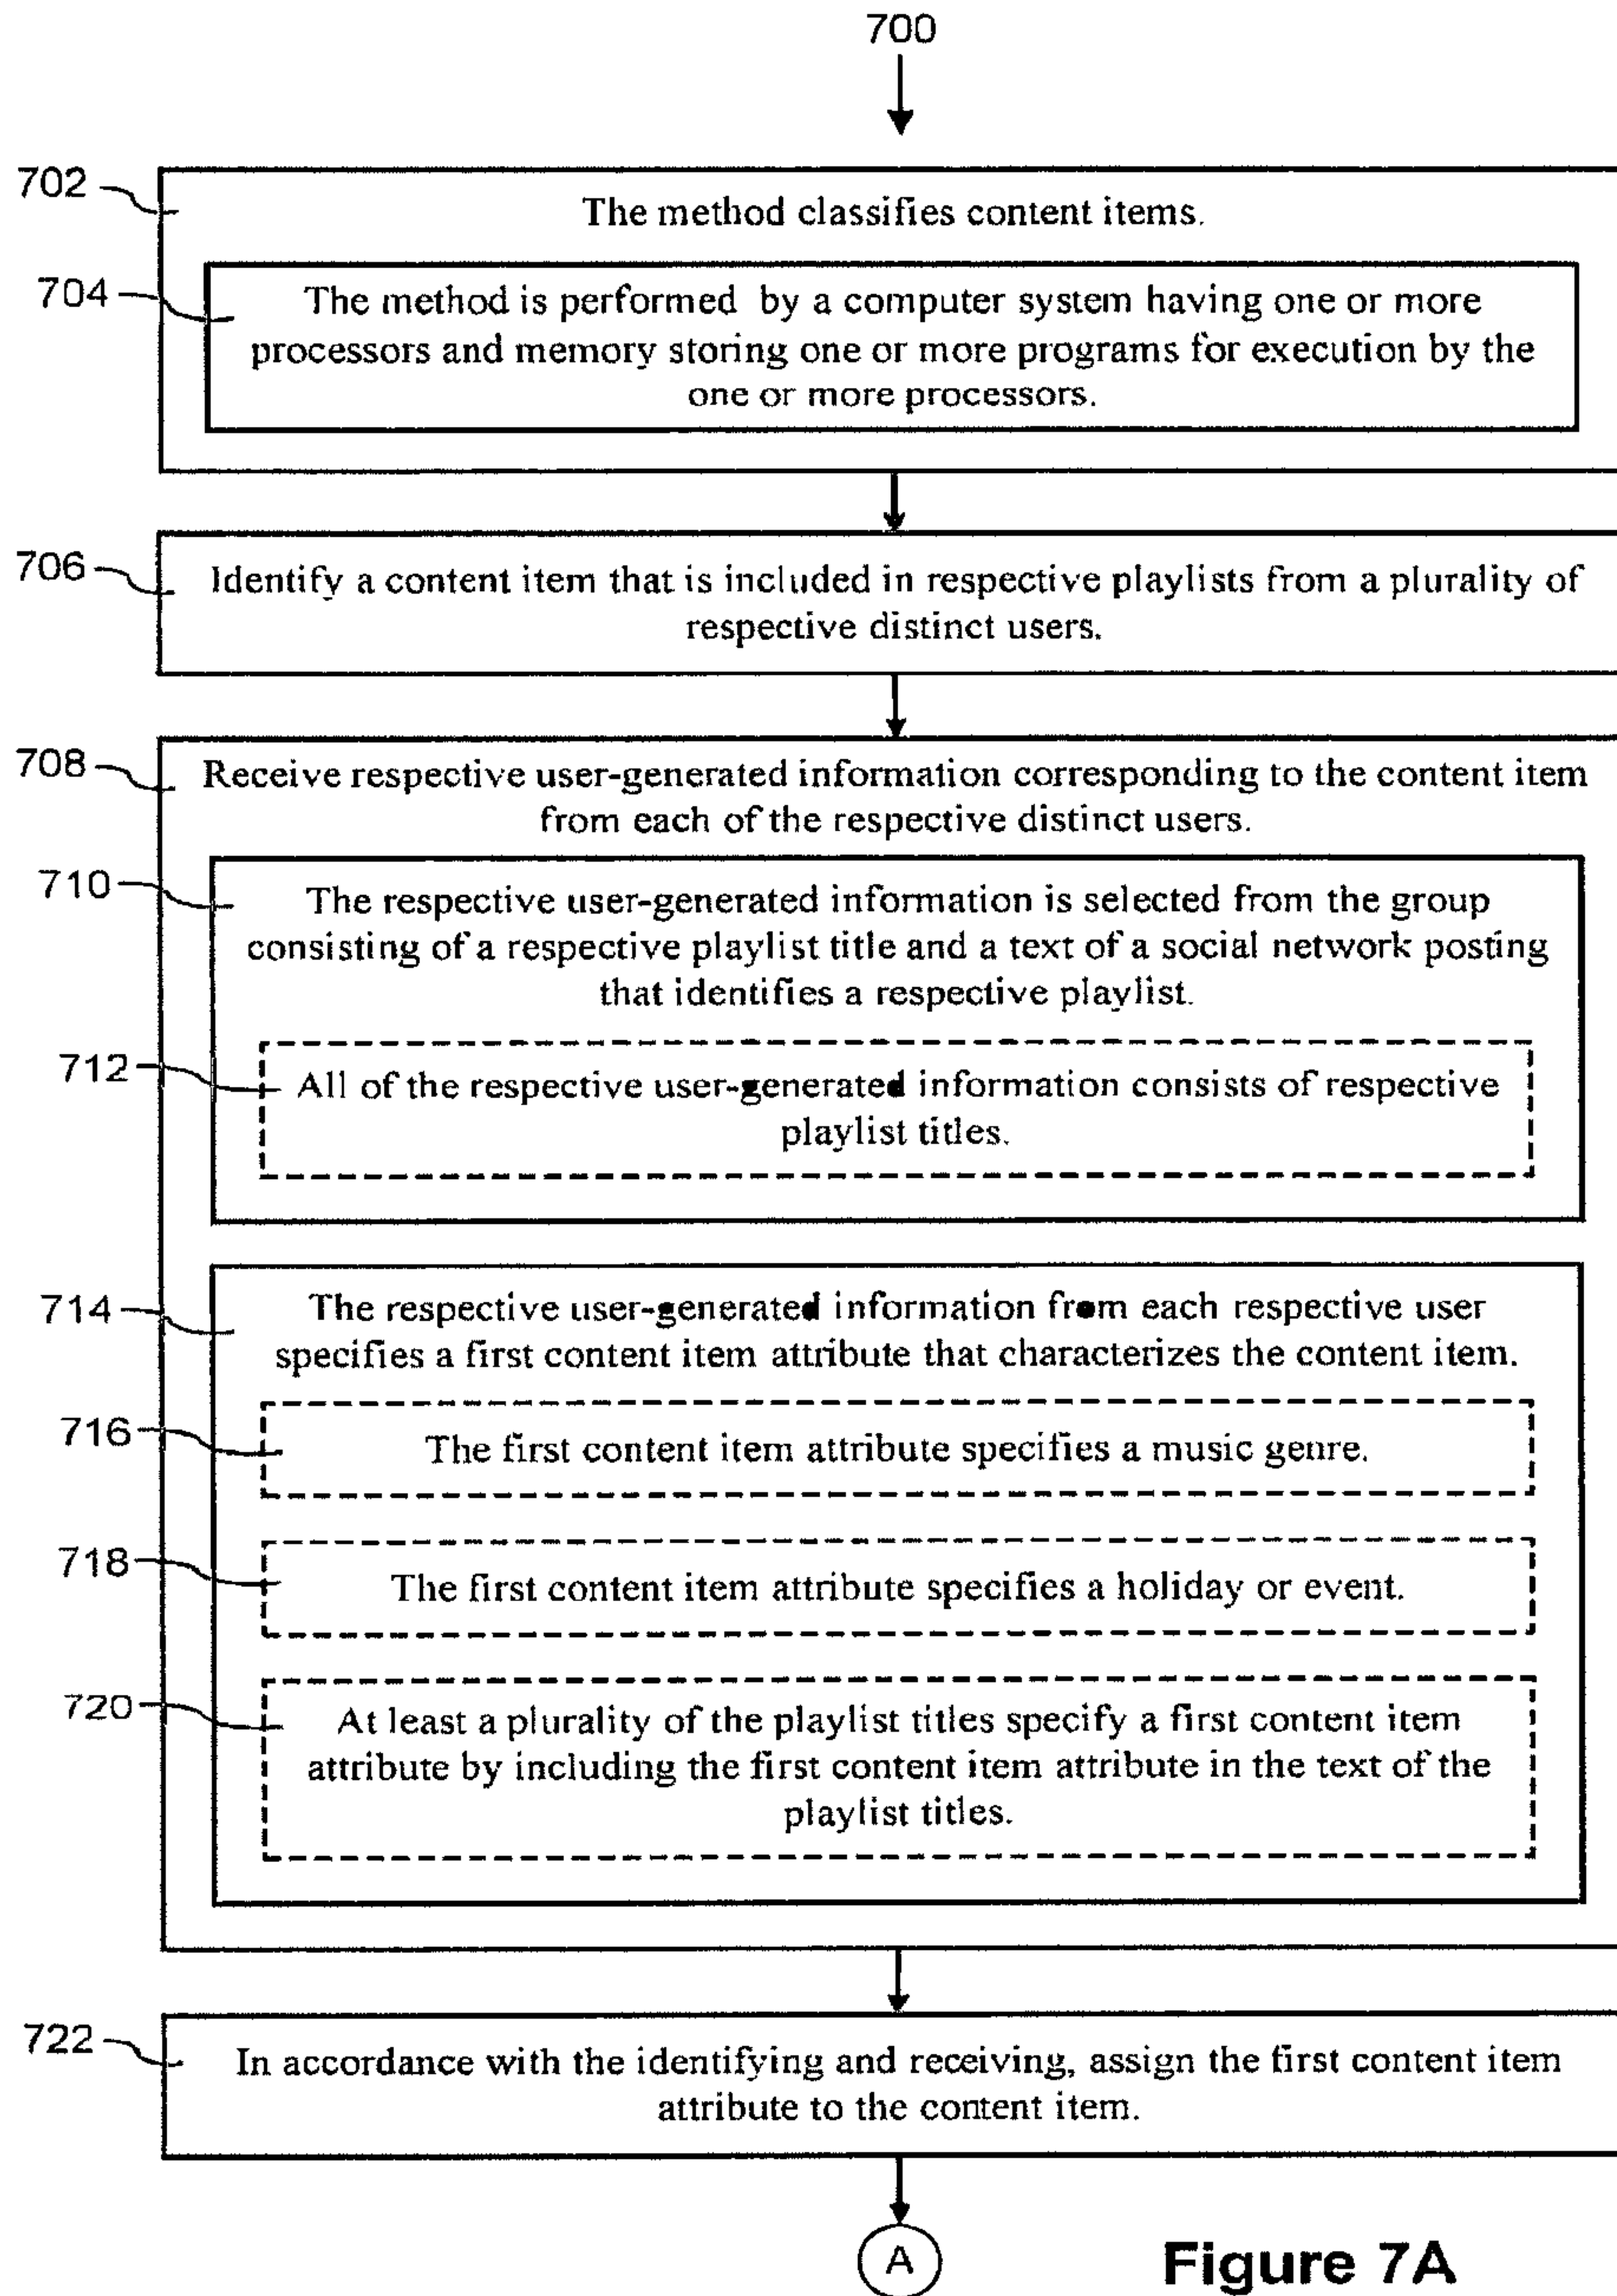 700
702
The method classifies content items.
704
The method is performed by a computer system having one or more
processors and memory storing one or more programs for execution by the
one or more processors.
706
Identify a content item that is included in respective playlists from a plurality of
respective distinct users.
708
Receive respective user-generated information corresponding to the content item
from each of the respective distinct users.
710
The respective user-generated information is selected from the group
consisting of a respective playlist title and a text of a social network posting
that identifies a respective playlist.
712
All of the respective user-generated information consists of respective
playlist titles.
714
The respective user-generated information from each respective user
specifies a first content item attribute that characterizes the content item.
716
The first content item attribute specifies a music genre.
718
The first content item attribute specifies a holiday or event.
720
At least a plurality of the playlist titles specify a first content item
attribute by including the first content item attribute in the text of the
playlist titles.
722
In accordance with the identifying and receiving, assign the first content item
attribute to the content item.
A
Figure 7A